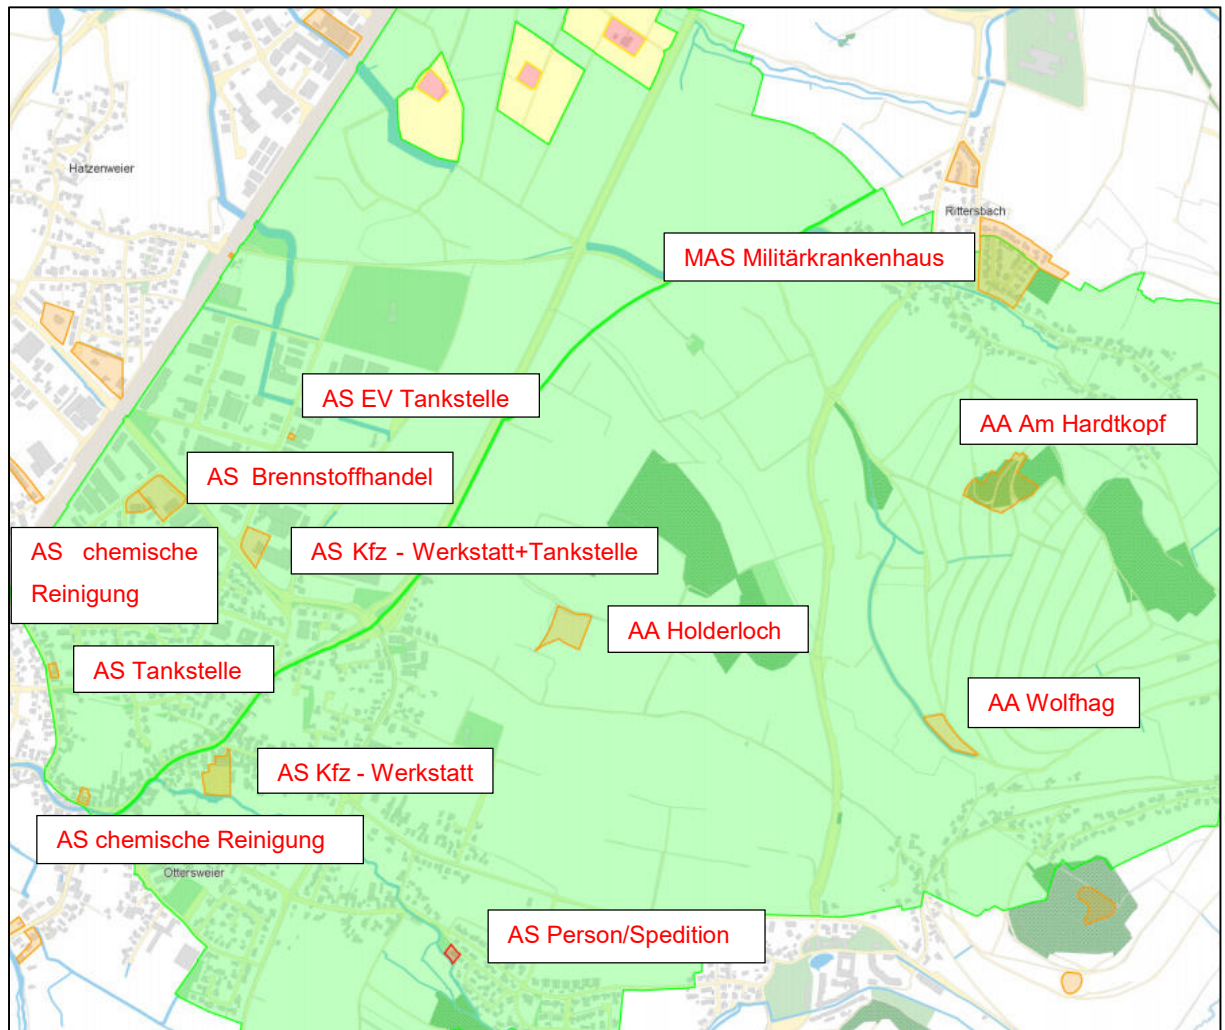 Hatzenweier
Rittersbach
MAS Militärkrankenhaus
AS EV Tankstelle
AA Am Hardtkopf
AS Brennstoffhandel
AS chemische
Reinigung
AS Kfz - Werkstatt+Tankstelle
AA Holderloch
AS Tankstelle
AA Wolfhag
AS Kfz - Werkstatt
AS chemische Reinigung
Ottersweier
AS Person/Spedition